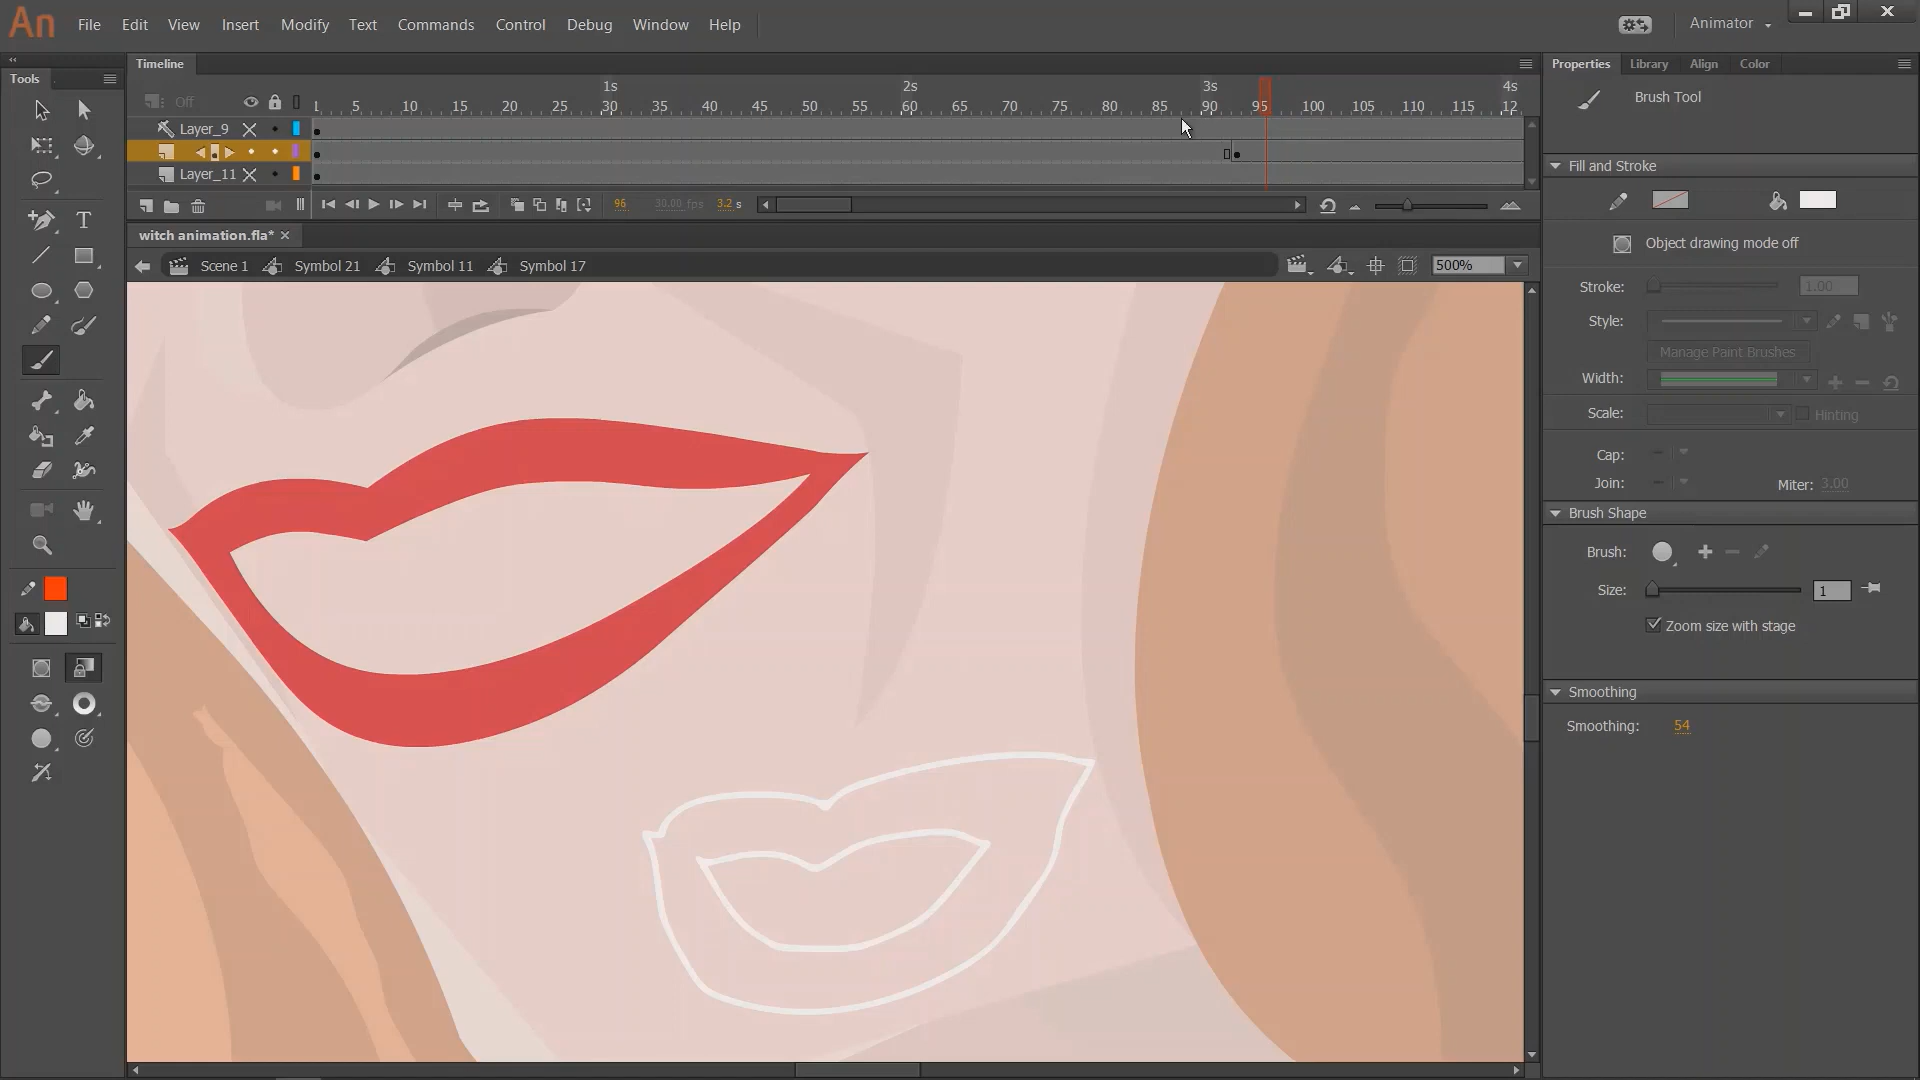 An File Edit View Insert Modify Text Commands Control Debug Window Help Animator
Tools
Timeline
Off
1s 2s 3s 4s
1 5 10 15 20 25 30 35 40 45 50 55 60 65 70 75 80 85 90 95 100 105 110 115 12
Layer_9
Layer_11
96 30.00 fps 3.2 s
witch animation.fla*
Scene 1 Symbol 21 Symbol 11 Symbol 17 500%
T
Properties Library Align Color
Brush Tool
Fill and Stroke
Object drawing mode off
Stroke: 1.00
Style:
Manage Paint Brushes
Width:
Scale: Hinting
Cap:
Join: Miter: 3.00
Brush Shape
Brush:
Size: 1
Zoom size with stage
Smoothing
Smoothing: 54